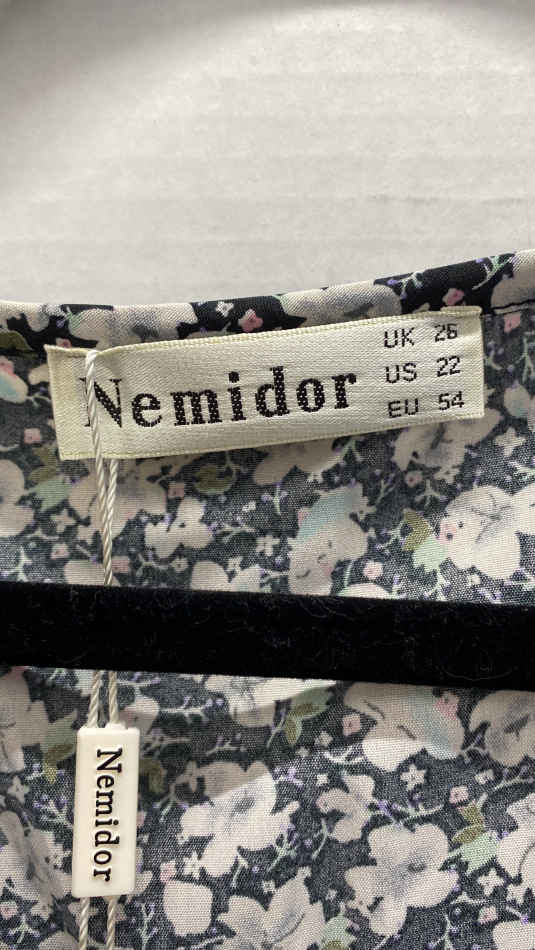 Nemidor
UK 26
US 22
EU 54
Nemidor